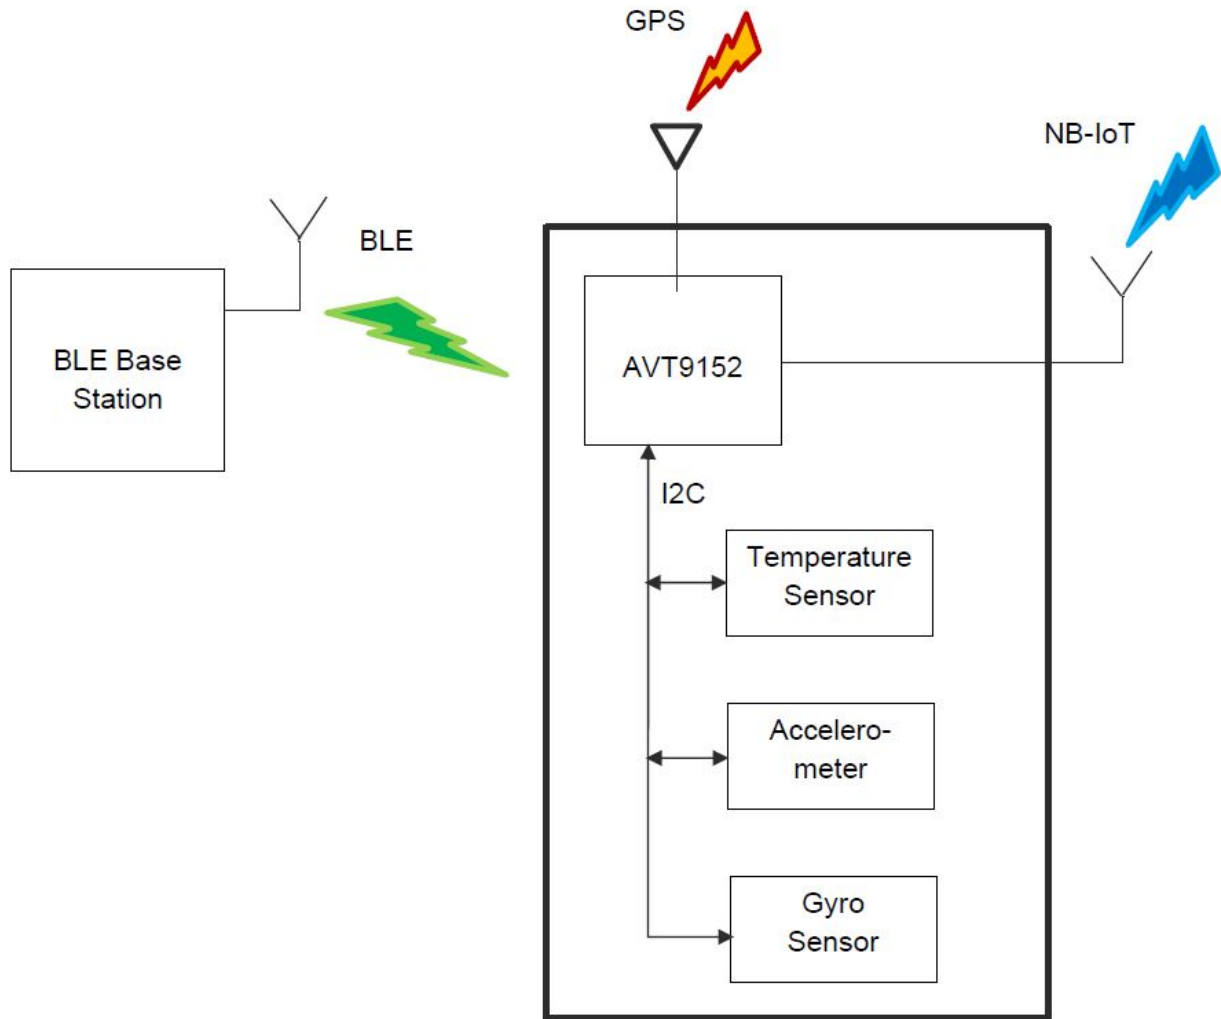 GPS
NB-IoT
BLE
BLE Base
Station
AVT9152
I2C
Temperature
Sensor
Accelero-
meter
Gyro
Sensor